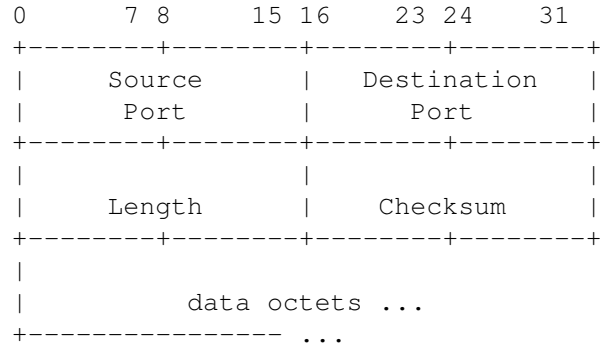 0      7 8     15 16    23 24    31
+--------+--------+--------+--------+
|     Source      |   Destination   |
|      Port       |      Port       |
+--------+--------+--------+--------+
|                 |                 |
|     Length      |    Checksum     |
+--------+--------+--------+--------+
|
|          data octets ...
+---------------- ...